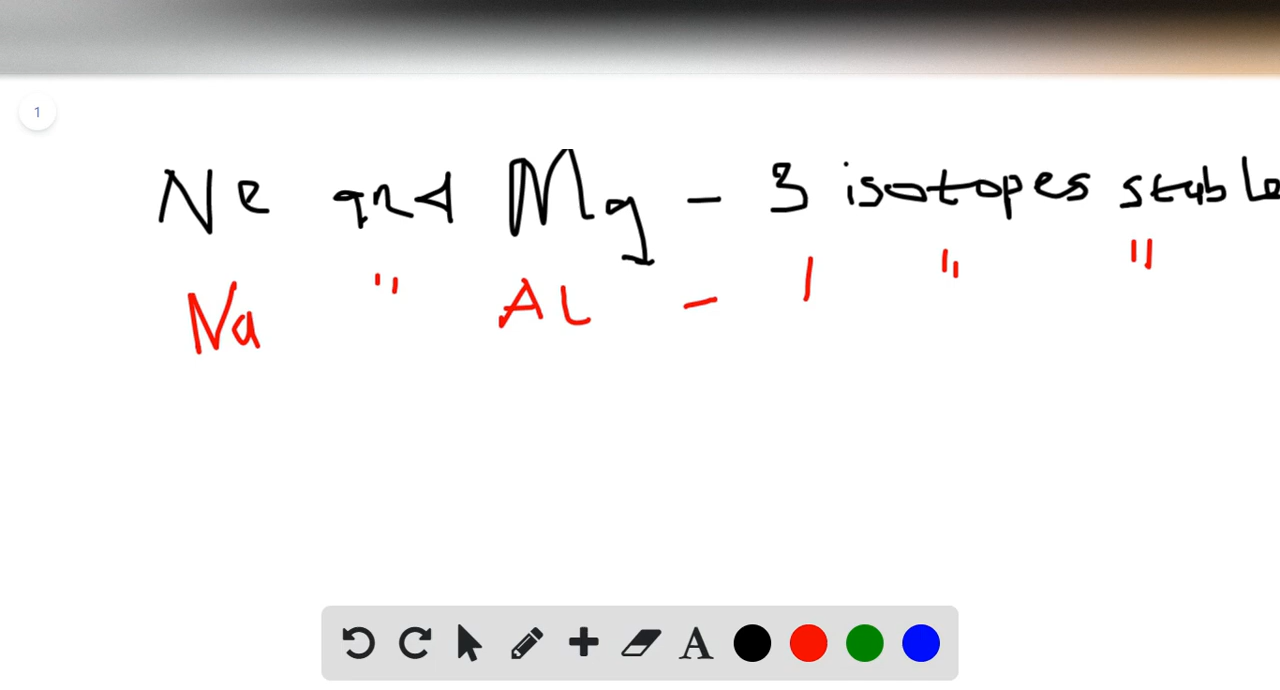 1
Ne and Mg - 3 isotopes stable
Na " AL - 1 " "
A